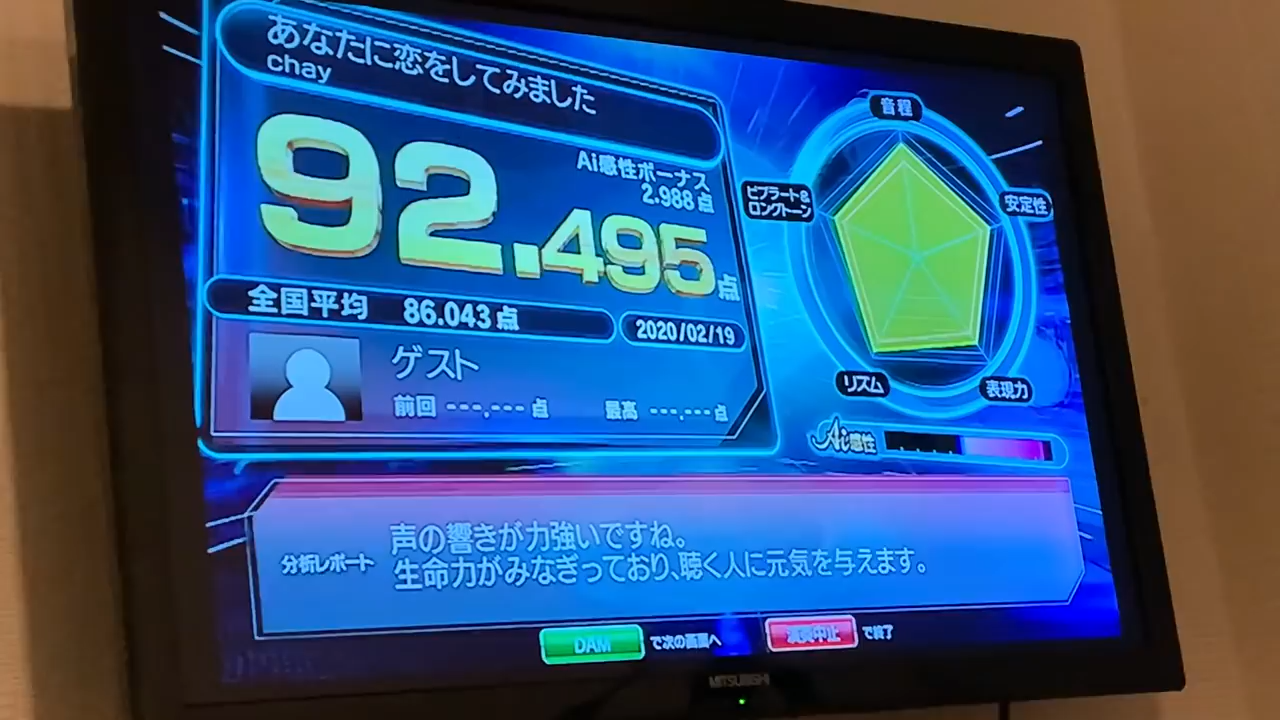 あなたに恋をしてみました
chay
92.495点
Ai感性ボーナス
2.988点
全国平均 86.043点
2020/02/19
ゲスト
前回 ---.---点 最高 ---.---点
音程
ビブラート&
ロングトーン
安定性
リズム
表現力
Ai感性
分析レポート
声の響きが力強いですね。
生命力がみなぎっており、聴く人に元気を与えます。
DAM で次の画面へ 演奏中止 で終了
MITSUBISHI